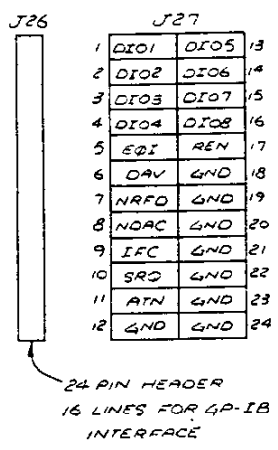 J26 J27
1 DIO1 DIO5 13
2 DIO2 DIO6 14
3 DIO3 DIO7 15
4 DIO4 DIO8 16
5 EØI REN 17
6 DAV GND 18
7 NRFD GND 19
8 NDAC GND 20
9 IFC GND 21
10 SRQ GND 22
11 ATN GND 23
12 GND GND 24
24 PIN HEADER
16 LINES FOR GP-IB
INTERFACE